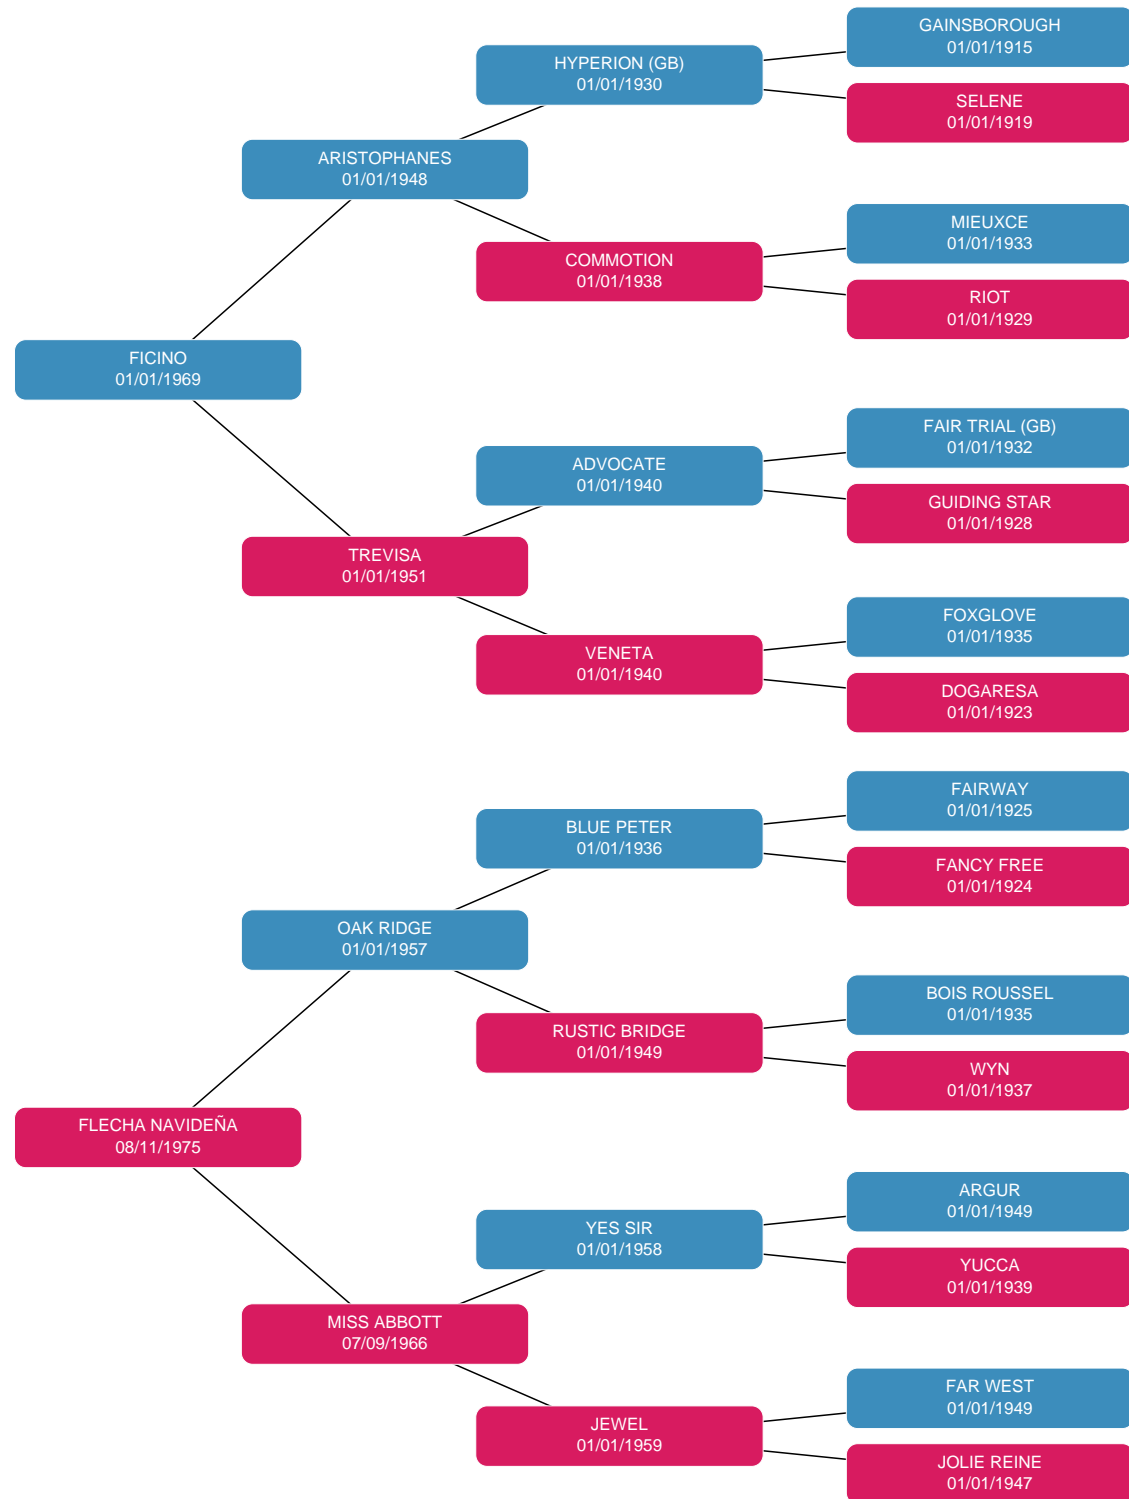 GAINSBOROUGH
01/01/1915
HYPERION (GB)
01/01/1930
SELENE
01/01/1919
ARISTOPHANES
01/01/1948
MIEUXCE
01/01/1933
COMMOTION
01/01/1938
RIOT
01/01/1929
FICINO
01/01/1969
FAIR TRIAL (GB)
01/01/1932
ADVOCATE
01/01/1940
GUIDING STAR
01/01/1928
TREVISA
01/01/1951
FOXGLOVE
01/01/1935
VENETA
01/01/1940
DOGARESA
01/01/1923
FAIRWAY
01/01/1925
BLUE PETER
01/01/1936
FANCY FREE
01/01/1924
OAK RIDGE
01/01/1957
BOIS ROUSSEL
01/01/1935
RUSTIC BRIDGE
01/01/1949
WYN
01/01/1937
FLECHA NAVIDEÑA
08/11/1975
ARGUR
01/01/1949
YES SIR
01/01/1958
YUCCA
01/01/1939
MISS ABBOTT
07/09/1966
FAR WEST
01/01/1949
JEWEL
01/01/1959
JOLIE REINE
01/01/1947